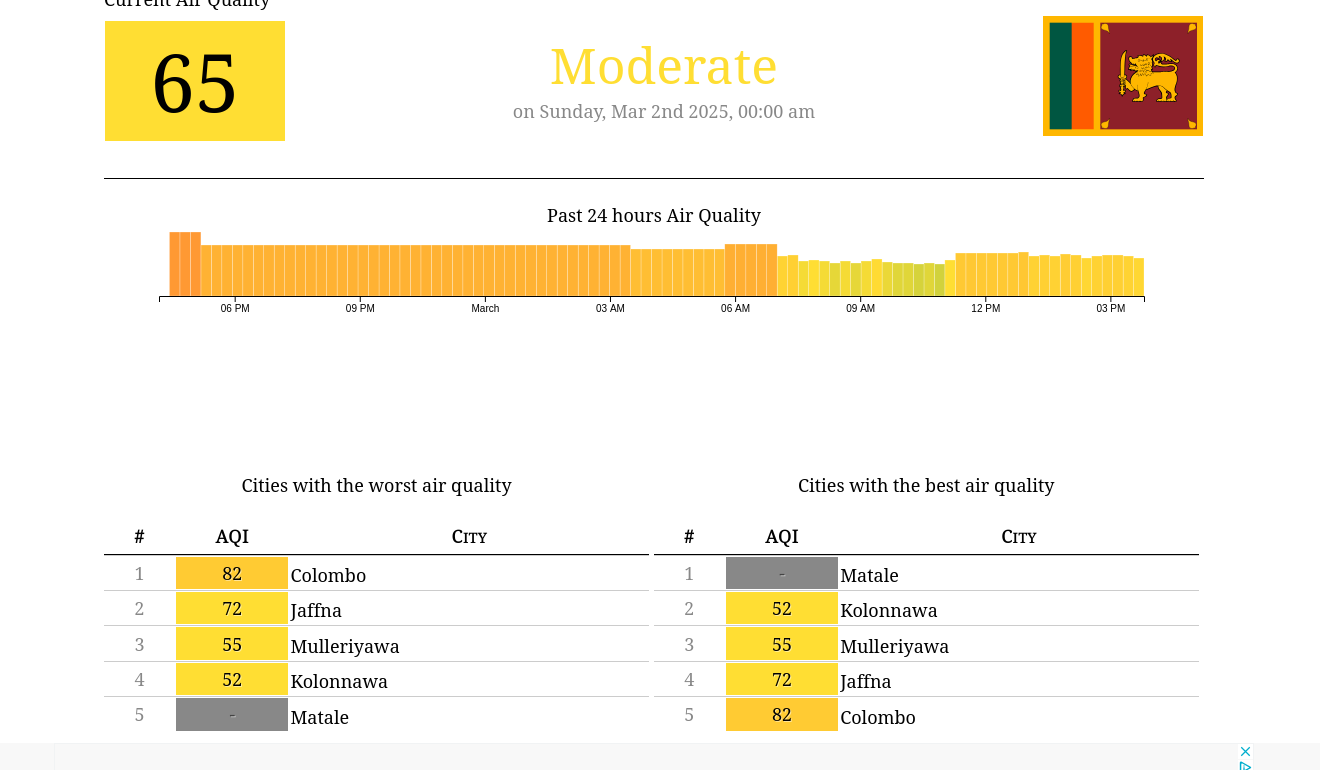 Current Air Quality
65
Moderate
on Sunday, Mar 2nd 2025, 00:00 am
Past 24 hours Air Quality
06 PM 09 PM March 03 AM 06 AM 09 AM 12 PM 03 PM
Cities with the worst air quality
# AQI City
1 82 Colombo
2 72 Jaffna
3 55 Mulleriyawa
4 52 Kolonnawa
5 - Matale
Cities with the best air quality
# AQI City
1 - Matale
2 52 Kolonnawa
3 55 Mulleriyawa
4 72 Jaffna
5 82 Colombo